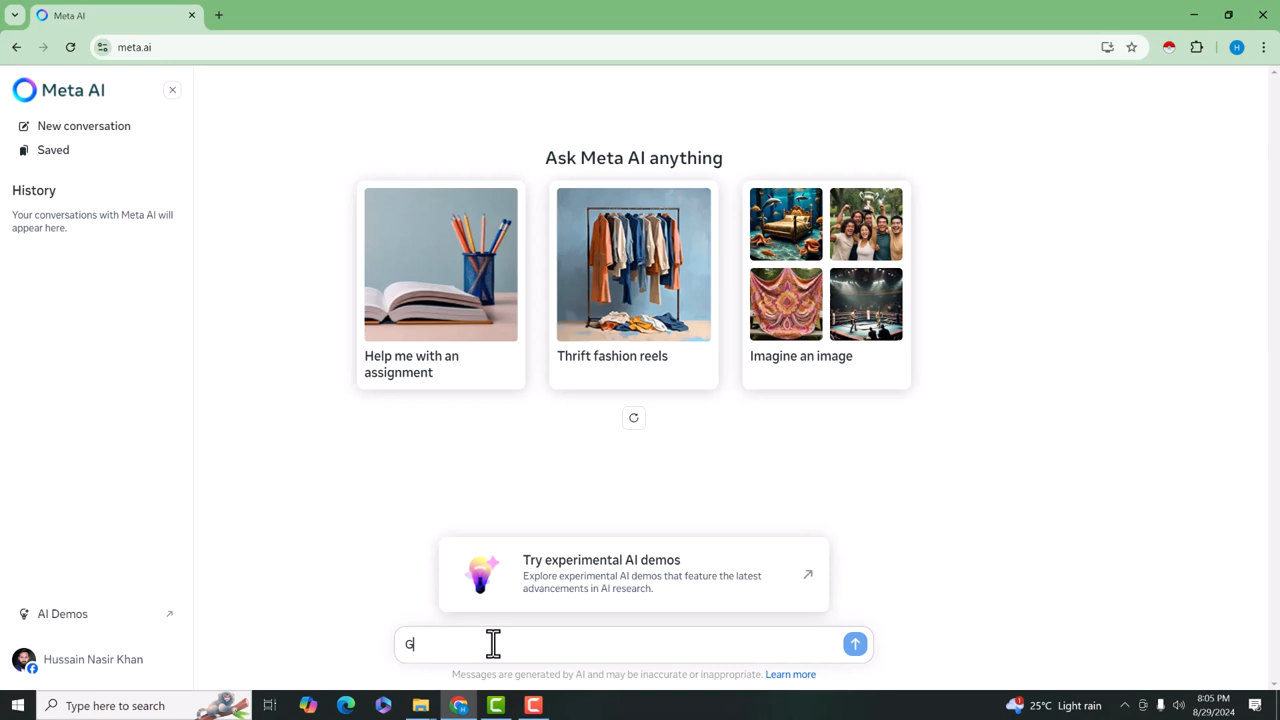 Meta AI
meta.ai
H
Meta AI
New conversation
Saved
History
Your conversations with Meta AI will
appear here.
Ask Meta AI anything
Help me with an
assignment
Thrift fashion reels
Imagine an image
Try experimental AI demos
Explore experimental AI demos that feature the latest
advancements in AI research.
AI Demos
G
Hussain Nasir Khan
Messages are generated by AI and may be inaccurate or inappropriate. Learn more
Type here to search
25°C Light rain
8:05 PM
8/29/2024